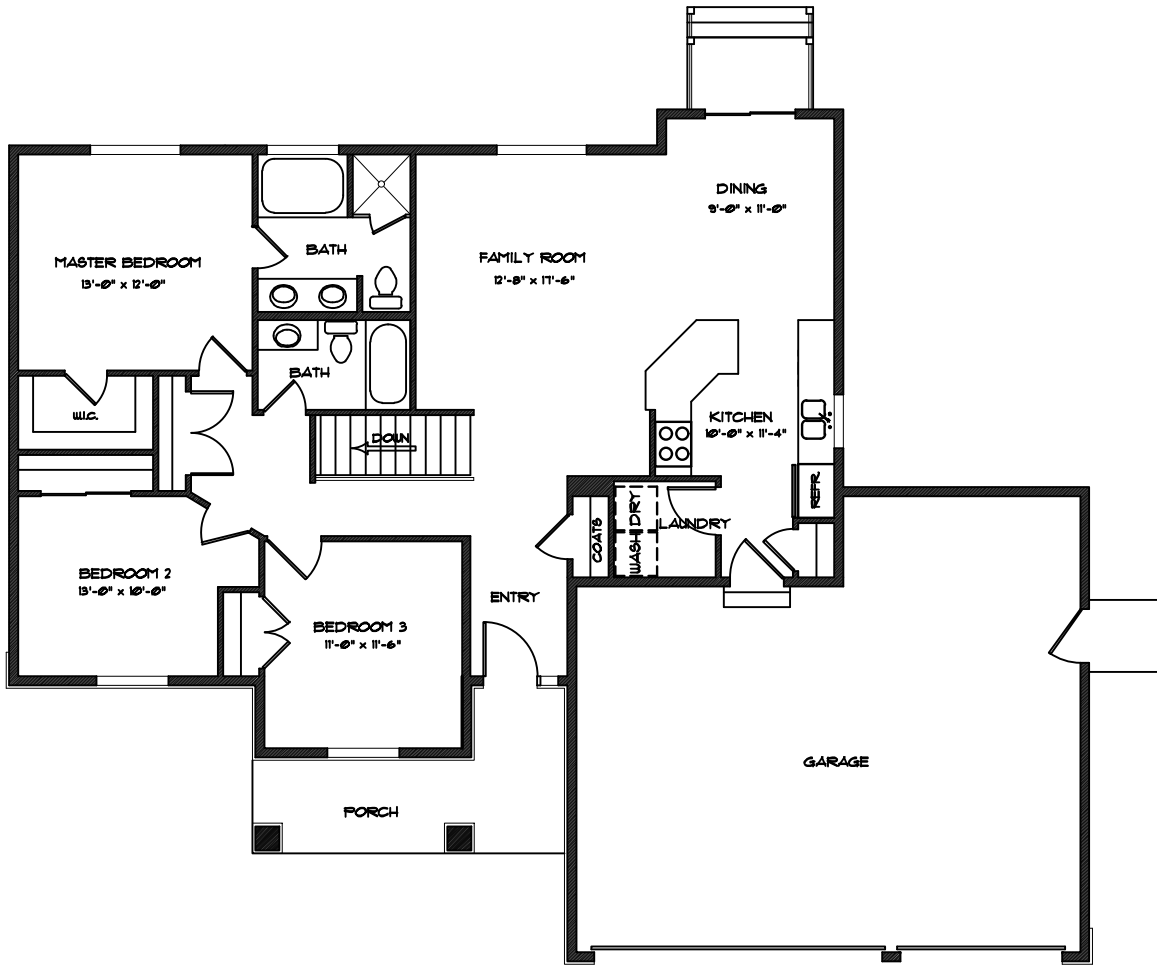 DINING
9'-0" x 11'-0"
BATH
FAMILY ROOM
12'-8" x 17'-6"
MASTER BEDROOM
13'-0" x 12'-0"
BATH
W.I.C.
KITCHEN
10'-0" x 11'-4"
DOWN
REFR.
DRY
LAUNDRY
COATS
WASH
BEDROOM 2
13'-0" x 10'-0"
ENTRY
BEDROOM 3
11'-0" x 11'-6"
GARAGE
PORCH